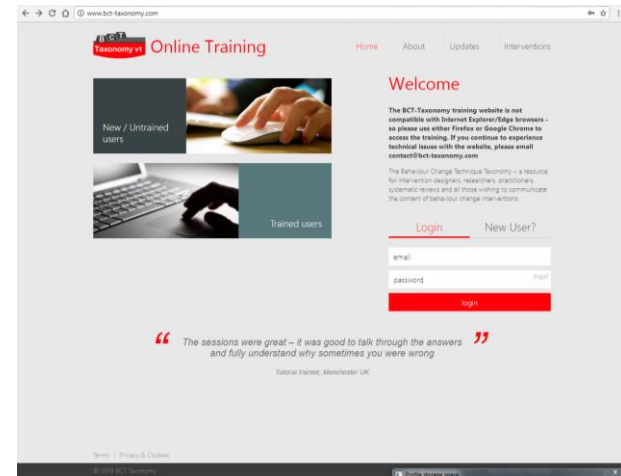 www.bct-taxonomy.com
BCT
Taxonomy v1
Online Training
Home
About
Updates
Interventions
New / Untrained
users
Trained users
Welcome
The BCT-Taxonomy training website is not
compatible with Internet Explorer/Edge browsers -
so please use either Firefox or Google Chrome to
access the training. If you continue to experience
technical issues with the website, please email
contact@bct-taxonomy.com
The Behaviour Change Technique Taxonomy – a resource
for intervention designers, researchers, practitioners,
systematic reviews and all those wishing to communicate
the content of behaviour change interventions.
Login
New User?
email
password
forgot?
login
“ The sessions were great – it was good to talk through the answers ”
and fully understand why sometimes you were wrong
Tutorial trainee, Manchester UK
Terms | Privacy & Cookies
BCT Taxonomy
Profile storage space